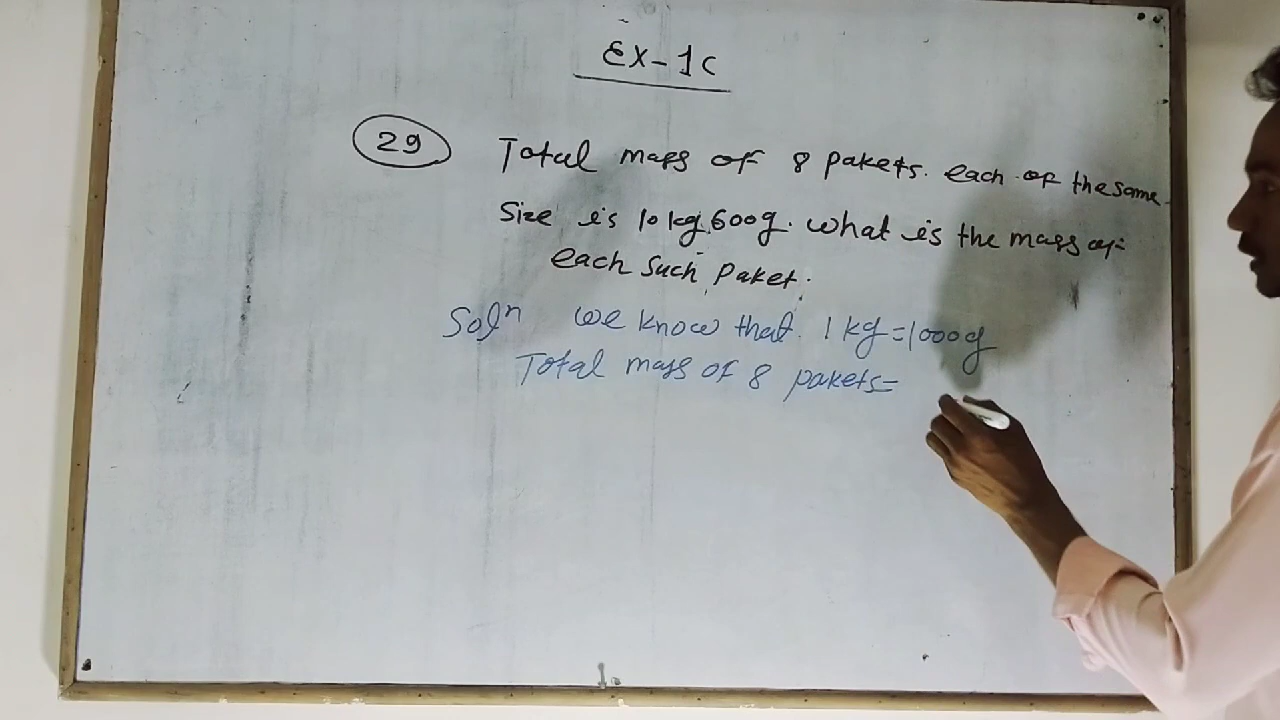 EX-1C
29 Total mass of 8 pakets. each of the same
Size is 10 kg. 600g. what is the mass of
each such paket.
Solⁿ we know that. 1 kg=1000g
Total mass of 8 pakets=